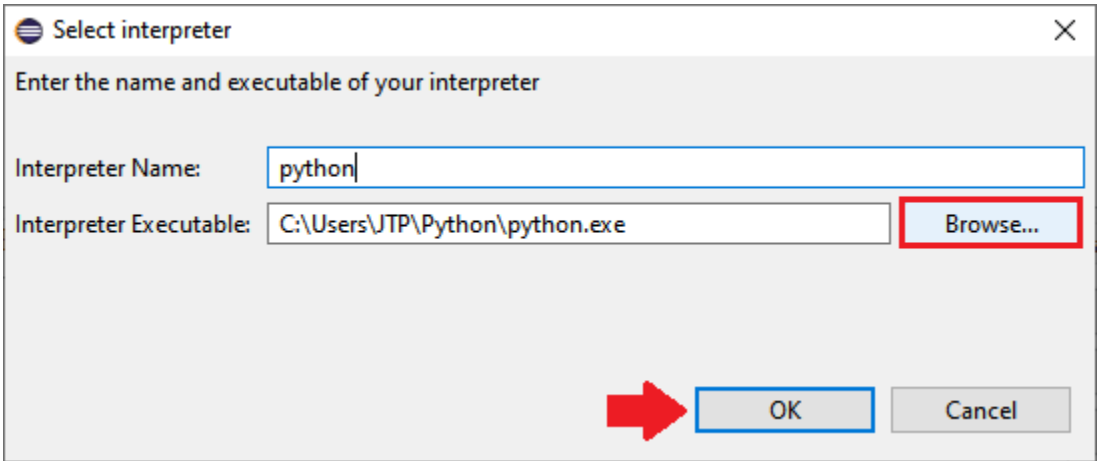 Select interpreter
Enter the name and executable of your interpreter
Interpreter Name: python
Interpreter Executable: C:\Users\JTP\Python\python.exe Browse...
OK Cancel